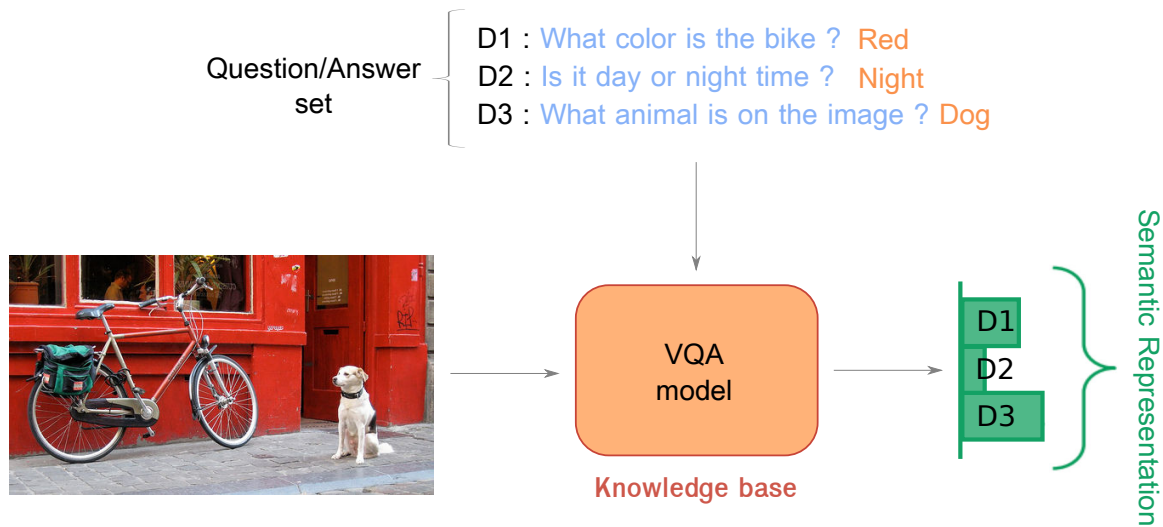 D1 : What color is the bike ? Red
Question/Answer set
D2 : Is it day or night time ? Night
D3 : What animal is on the image ? Dog
VQA
model
Knowledge base
D1
D2
D3
Semantic Representation